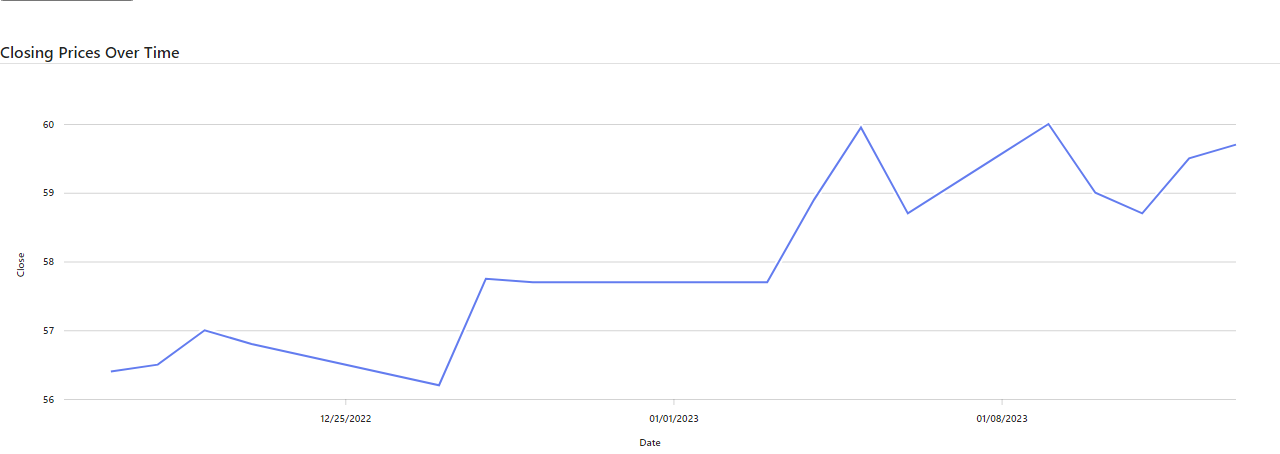 Closing Prices Over Time
60
59
58
57
56
Close
12/25/2022
01/01/2023
01/08/2023
Date